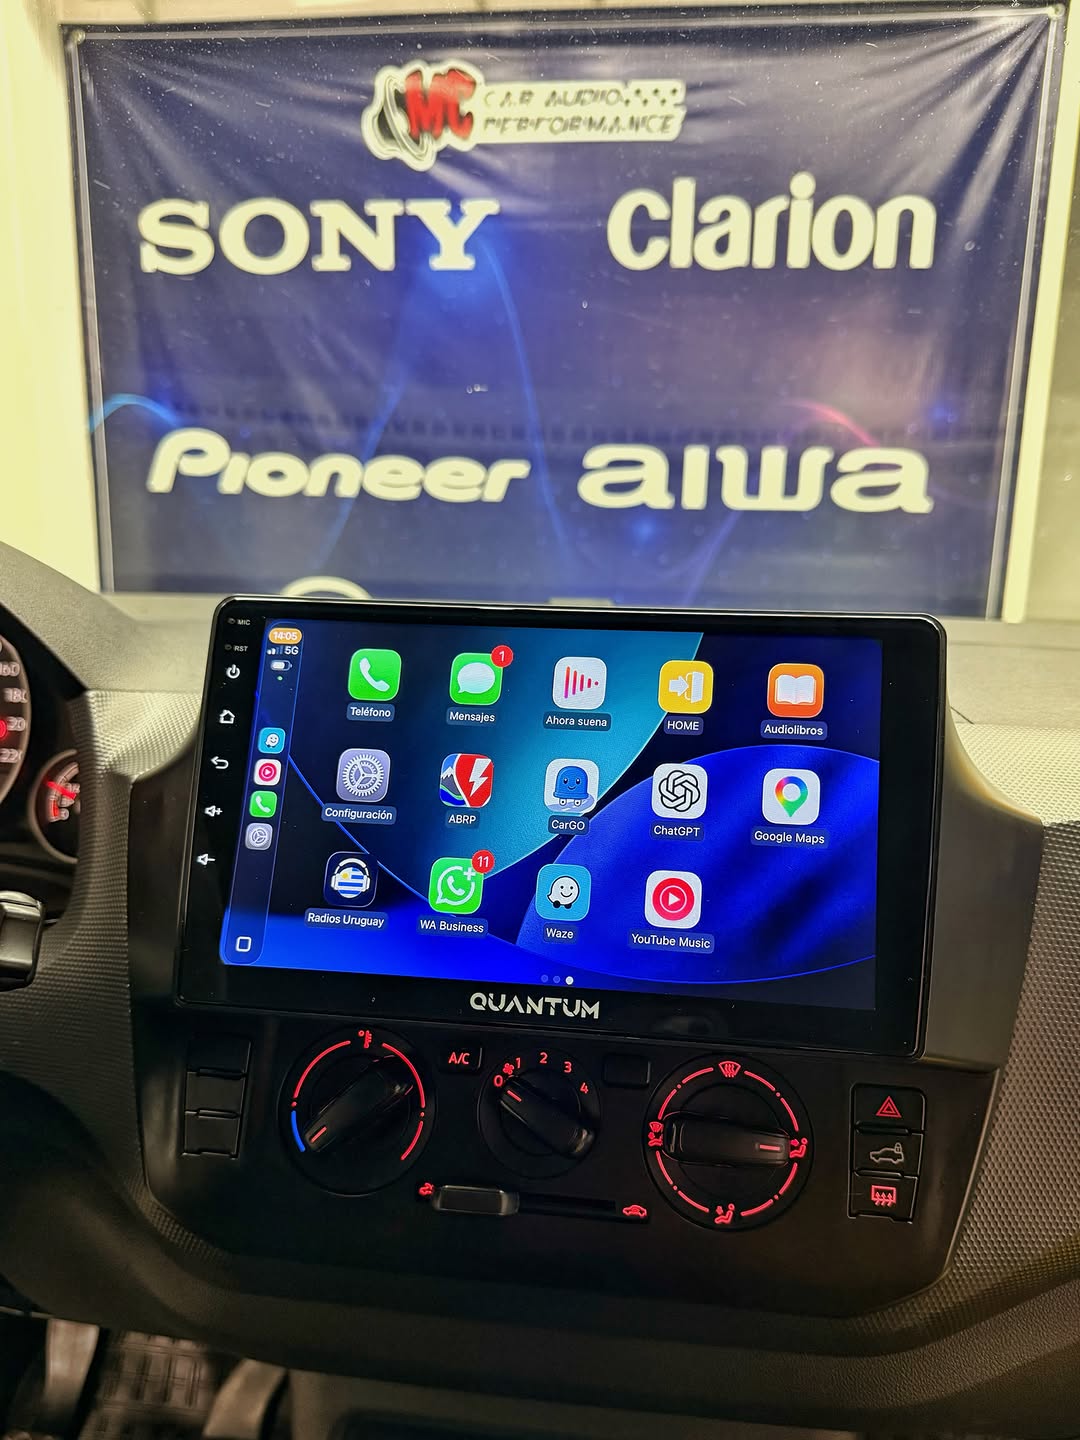 MC CAR AUDIO
PERFORMANCE
SONY
clarion
Pioneer
aiwa
MIC
RST
14:05
5G
1
Teléfono
Mensajes
Ahora suena
HOME
Audiolibros
Configuración
ABRP
CarGO
ChatGPT
Google Maps
11
Radios Uruguay
WA Business
Waze
YouTube Music
QUANTUM
A/C
0 1 2 3 4